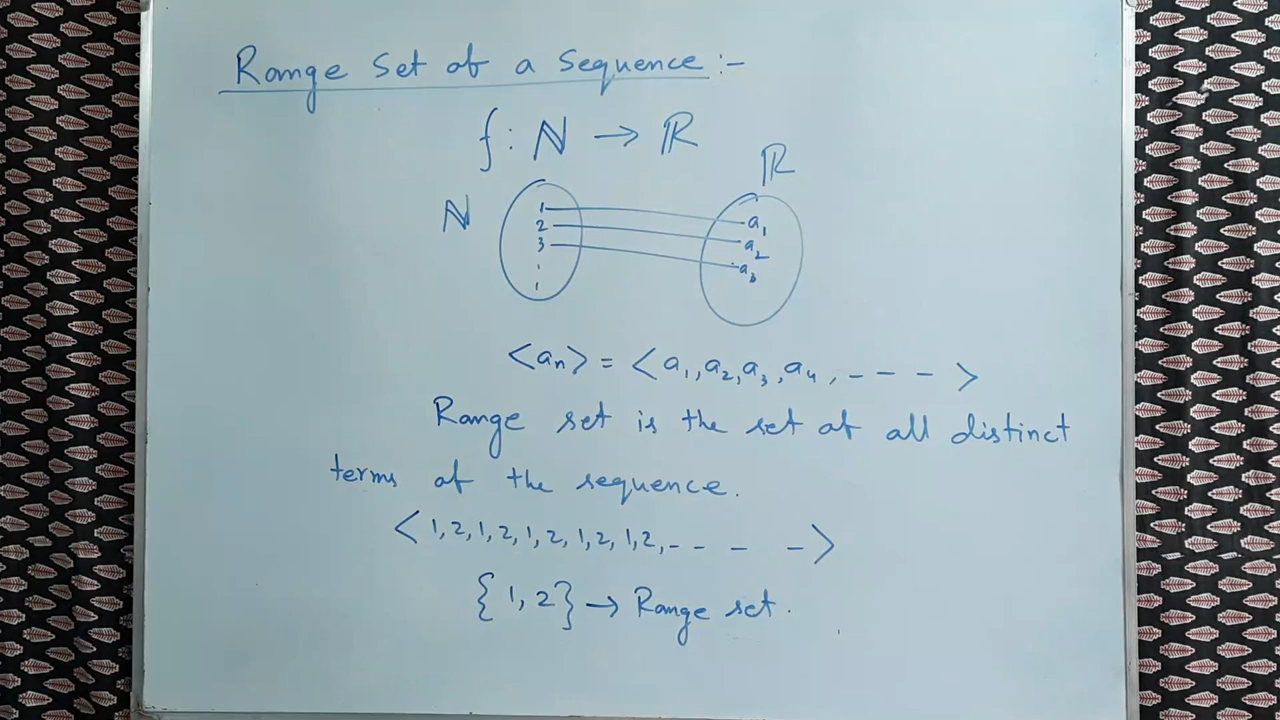 Range Set of a Sequence :-
f : ℕ → ℝ
ℝ
ℕ
1 a₁
2 a₂
3 a₃
<aₙ> = <a₁, a₂, a₃, a₄, - - - >
Range set is the set of all distinct
terms of the sequence.
<1,2,1,2,1,2,1,2,1,2,- - - ->
{1,2} → Range set.